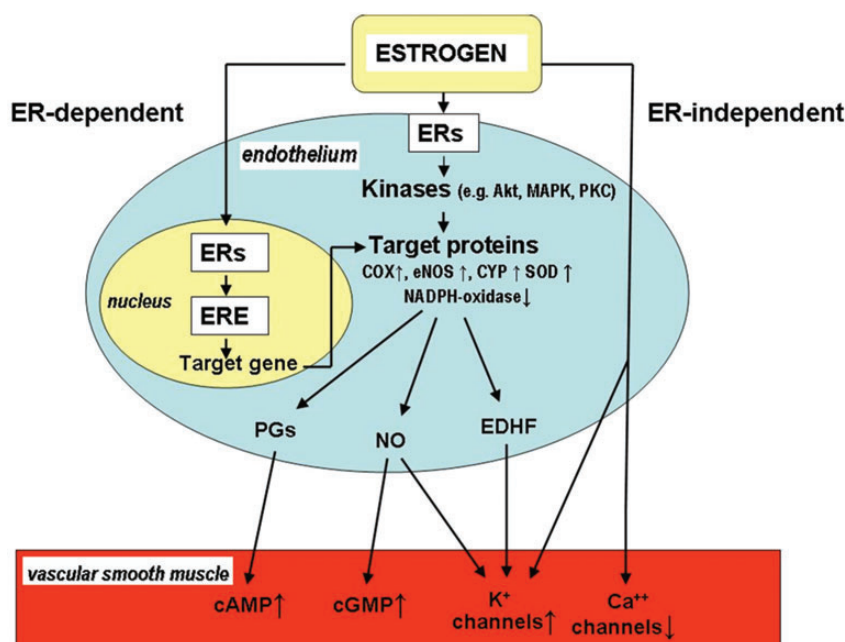 ESTROGEN
ER-dependent
ER-independent
ERs
endothelium
Kinases (e.g. Akt, MAPK, PKC)
ERs
Target proteins
COX↑, eNOS ↑, CYP ↑ SOD ↑
NADPH-oxidase↓
nucleus
ERE
Target gene
PGs
NO
EDHF
vascular smooth muscle
cAMP↑
cGMP↑
K+
channels↑
Ca++
channels↓